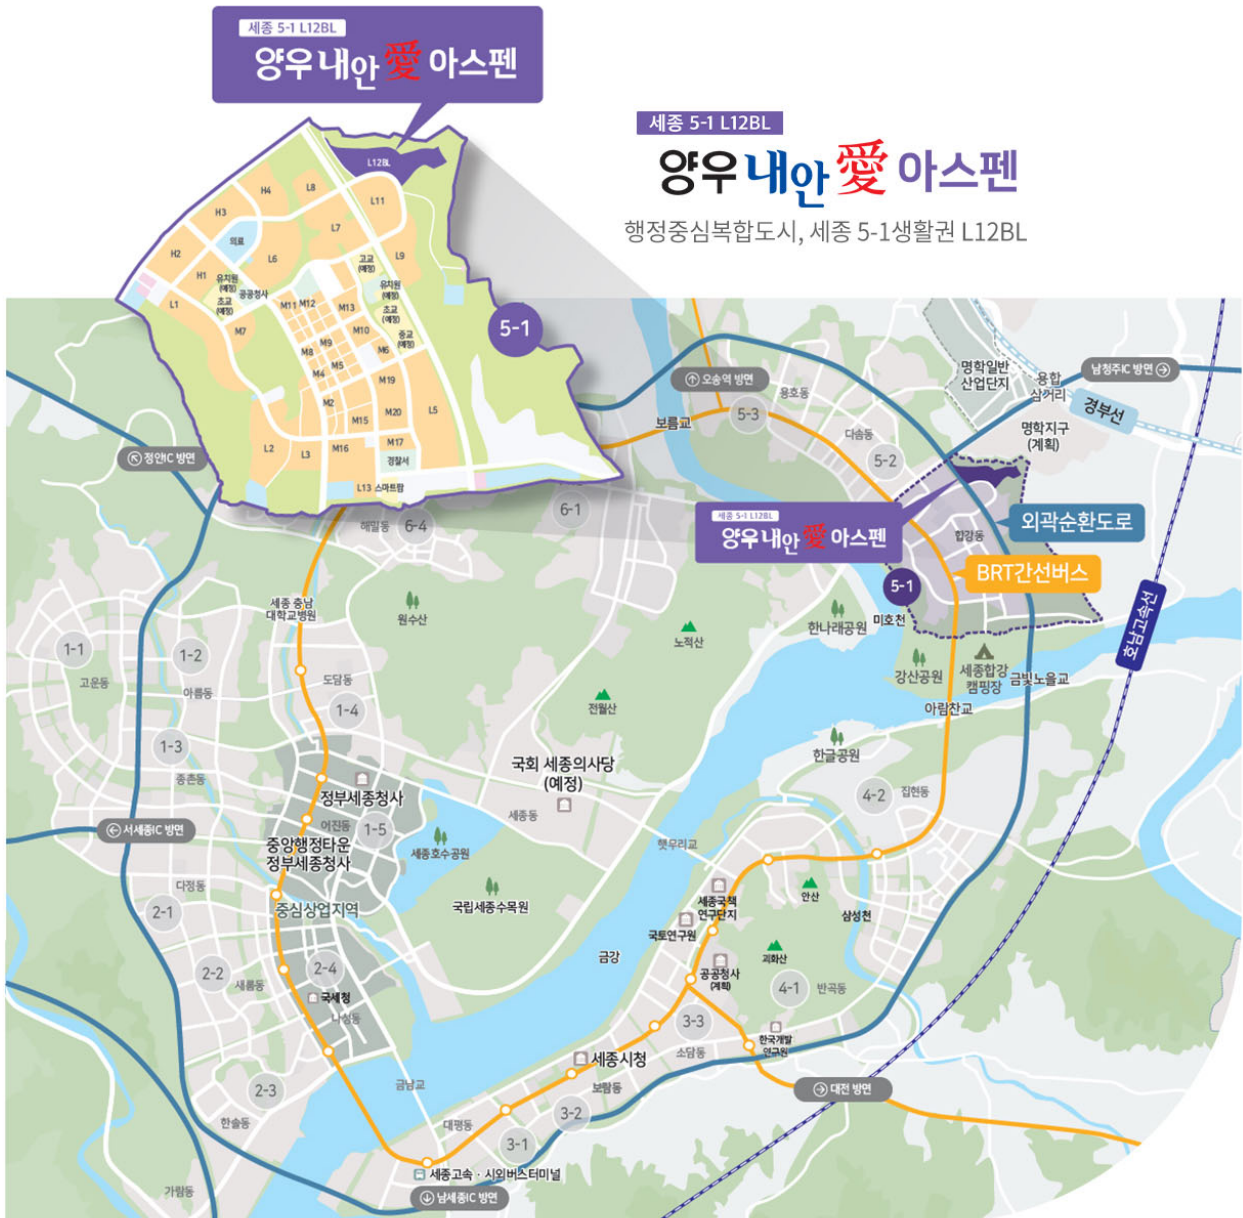 세종 5-1 L12BL
양우 내안 愛 아스펜
세종 5-1 L12BL
양우 내안 愛 아스펜
행정중심복합도시, 세종 5-1생활권 L12BL
L12BL
H4
L8
L11
H3
의료
L7
H2
L6
고교
(예정)
L9
H1
유치원
(예정)
공공청사
유치원
(예정)
L1
초교
(예정)
M11
M12
M13
초교
(예정)
M7
M10
중교
(예정)
M9
M8
M6
M5
M4
M19
M2
M20
L5
M15
M17
L2
L3
M16
경찰서
L13
스마트팜
5-1
오송역 방면
남청주IC 방면
명학일반
산업단지
용합
삼거리
경부선
명학지구
(계획)
용호동
5-3
보름교
다솜동
5-2
정안IC 방면
해밀동
6-4
6-1
세종 5-1 L12BL
양우 내안 愛 아스펜
합강동
외곽순환도로
BRT간선버스
5-1
미호천
호남고속선
세종 충남
대학교병원
원수산
노적산
한나래공원
강산공원
세종합강
캠핑장
금빛노을교
아람찬교
1-1
고운동
1-2
아름동
도담동
1-4
전월산
1-3
종촌동
국회 세종의사당
(예정)
한글공원
정부세종청사
4-2
집현동
어진동
1-5
세종동
서세종IC 방면
중앙행정타운
정부세종청사
세종호수공원
햇무리교
다정동
2-1
중심상업지역
국립세종수목원
세종국책
연구단지
안산
삼성천
국토연구원
금강
괴화산
공공청사
(계획)
2-2
새롬동
2-4
국세청
나성동
4-1
반곡동
3-3
소담동
한국개발
연구원
세종시청
보람동
금남교
2-3
한솔동
대전 방면
대평동
3-2
3-1
세종고속 · 시외버스터미널
가람동
남세종IC 방면